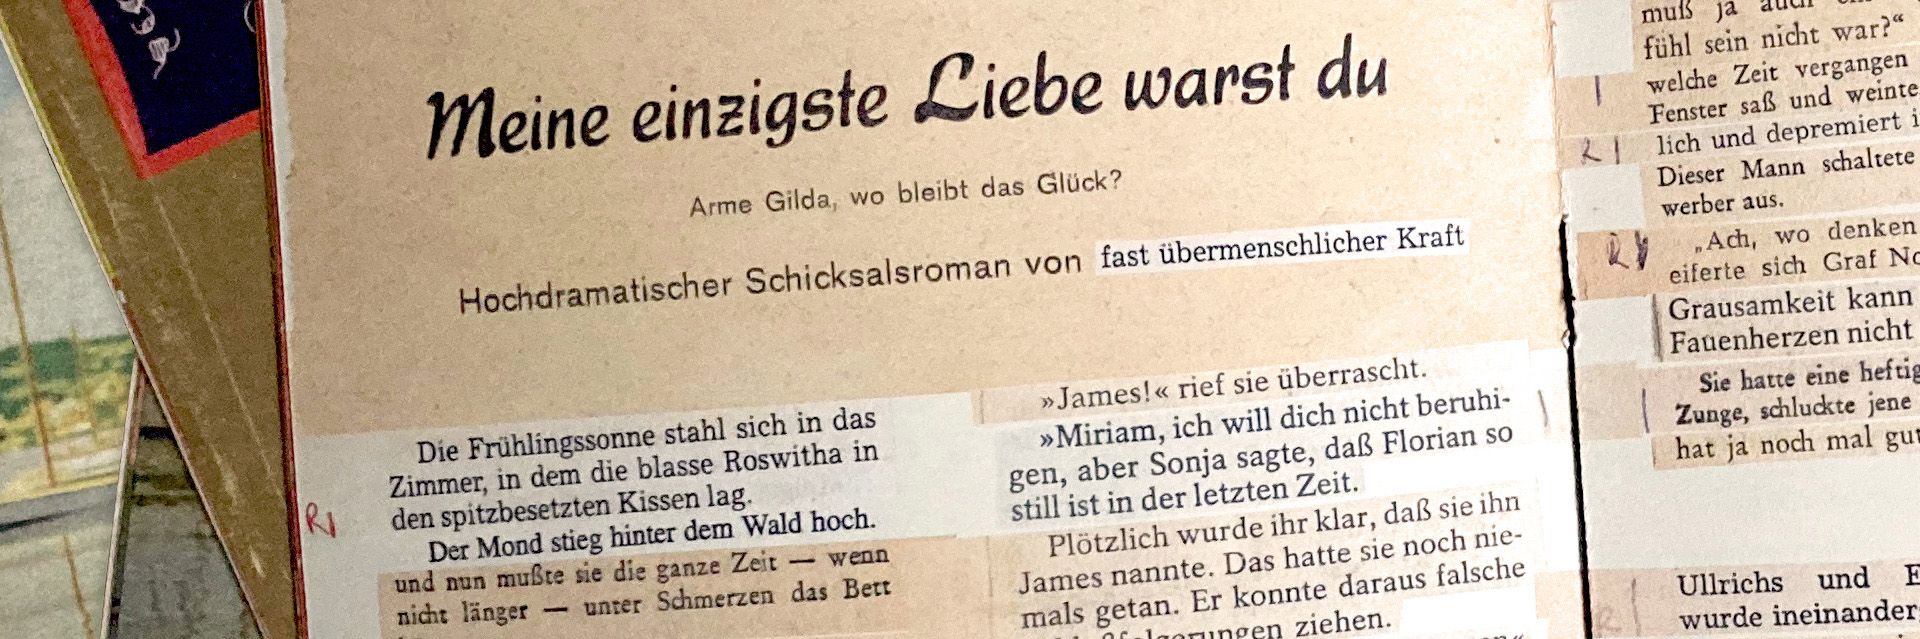 Meine einzigste Liebe warst du
Arme Gilda, wo bleibt das Glück?
Hochdramatischer Schicksalsroman von fast übermenschlicher Kraft
Die Frühlingssonne stahl sich in das
Zimmer, in dem die blasse Roswitha in
den spitzbesetzten Kissen lag.
R1
Der Mond stieg hinter dem Wald hoch.
und nun mußte sie die ganze Zeit — wenn
nicht länger — unter Schmerzen das Bett
»James!« rief sie überrascht.
»Miriam, ich will dich nicht beruhi-
gen, aber Sonja sagte, daß Florian so
still ist in der letzten Zeit.
Plötzlich wurde ihr klar, daß sie ihn
James nannte. Das hatte sie noch nie-
mals getan. Er konnte daraus falsche
ziehen.
muß ja auch
fühl sein nicht war?“
welche Zeit vergangen
Fenster saß und weinte
lich und depremiert
Dieser Mann schaltete
werber aus.
„Ach, wo denken
eiferte sich Graf
Grausamkeit kann
Fauenherzen nicht
Sie hatte eine
Zunge, schluckte jene
hat ja noch mal
Ullrichs und
wurde ineinander